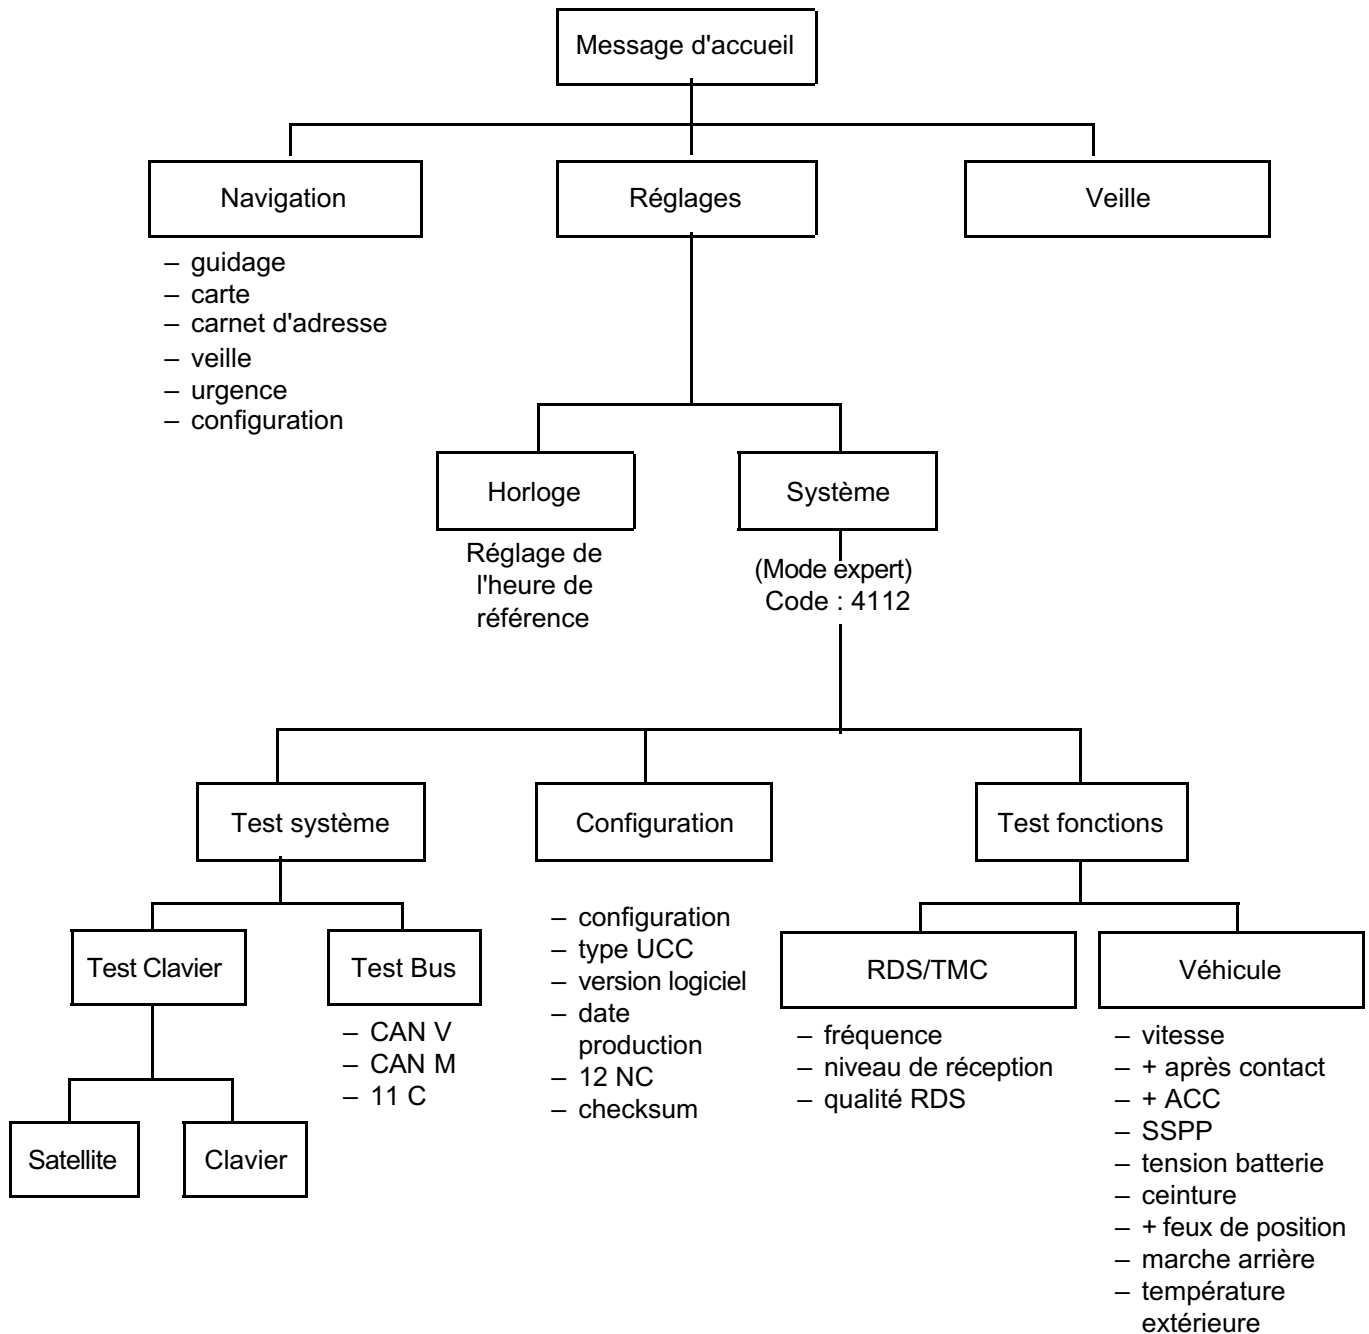 Message d'accueil
Navigation
Réglages
Veille
– guidage
– carte
– carnet d'adresse
– veille
– urgence
– configuration
Horloge
Système
Réglage de
l'heure de
référence
(Mode expert)
Code : 4112
Test système
Configuration
Test fonctions
Test Clavier
Test Bus
– CAN V
– CAN M
– 11 C
Satellite
Clavier
– configuration
– type UCC
– version logiciel
– date
production
– 12 NC
– checksum
RDS/TMC
– fréquence
– niveau de réception
– qualité RDS
Véhicule
– vitesse
– + après contact
– + ACC
– SSPP
– tension batterie
– ceinture
– + feux de position
– marche arrière
– température
extérieure